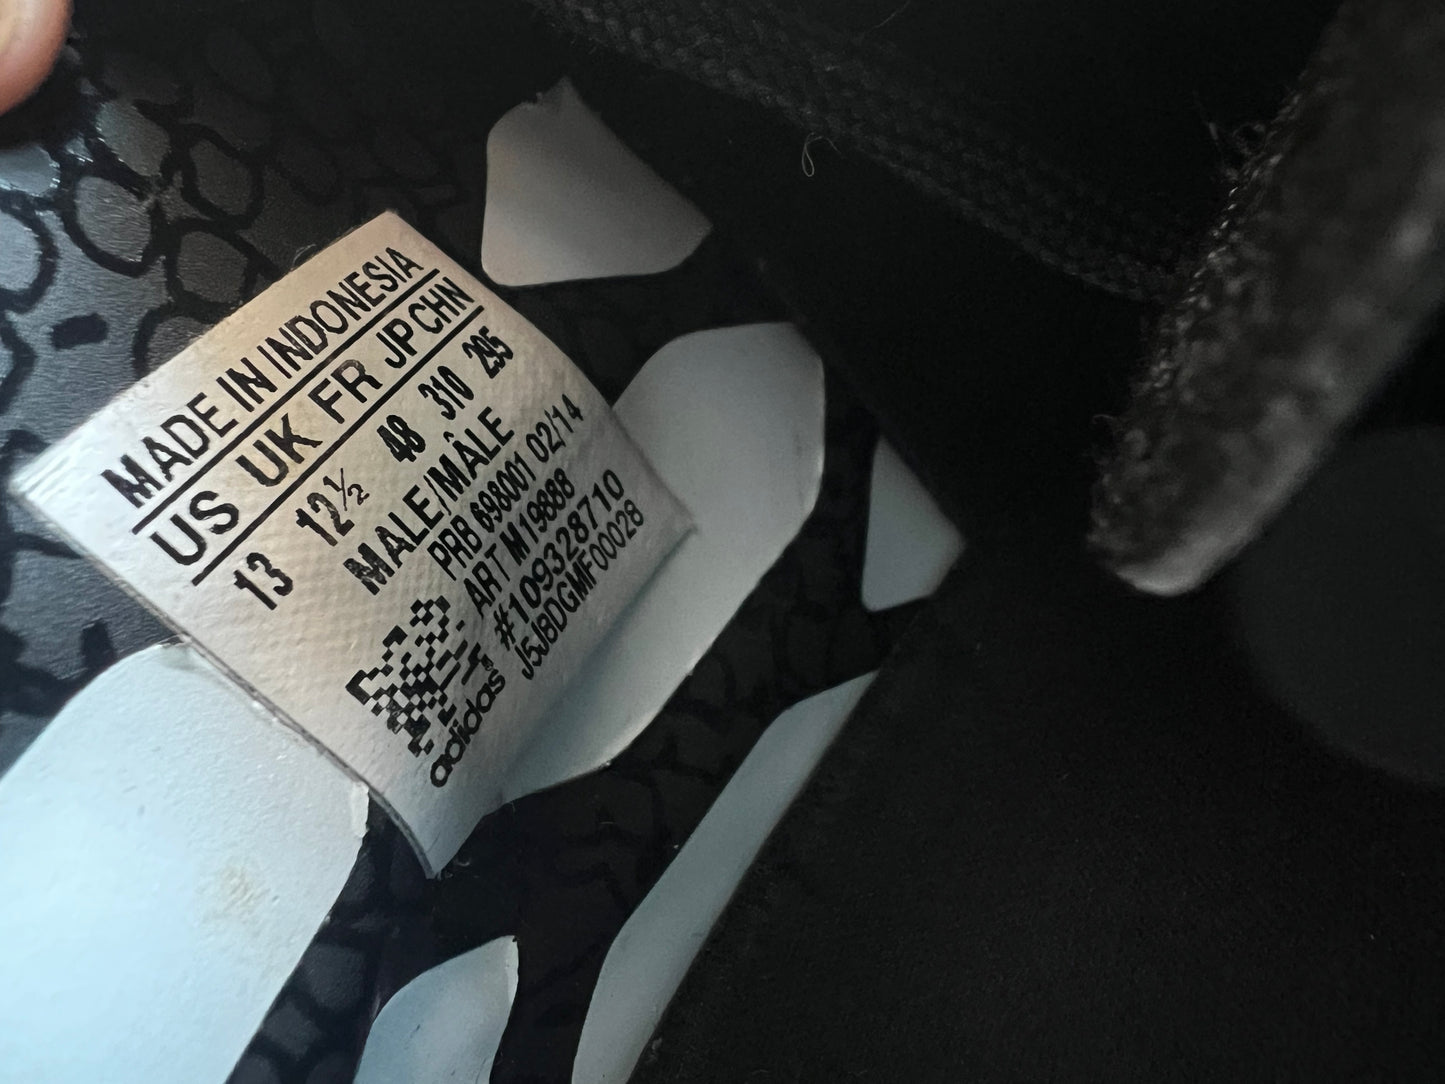 MADE IN INDONESIA
US UK FR JP CHN
13 12½ 48 310 295
MALE/MÂLE
PRB 698001 02/14
ART M19888
#109328710
J5J8DGMF00028
adidas